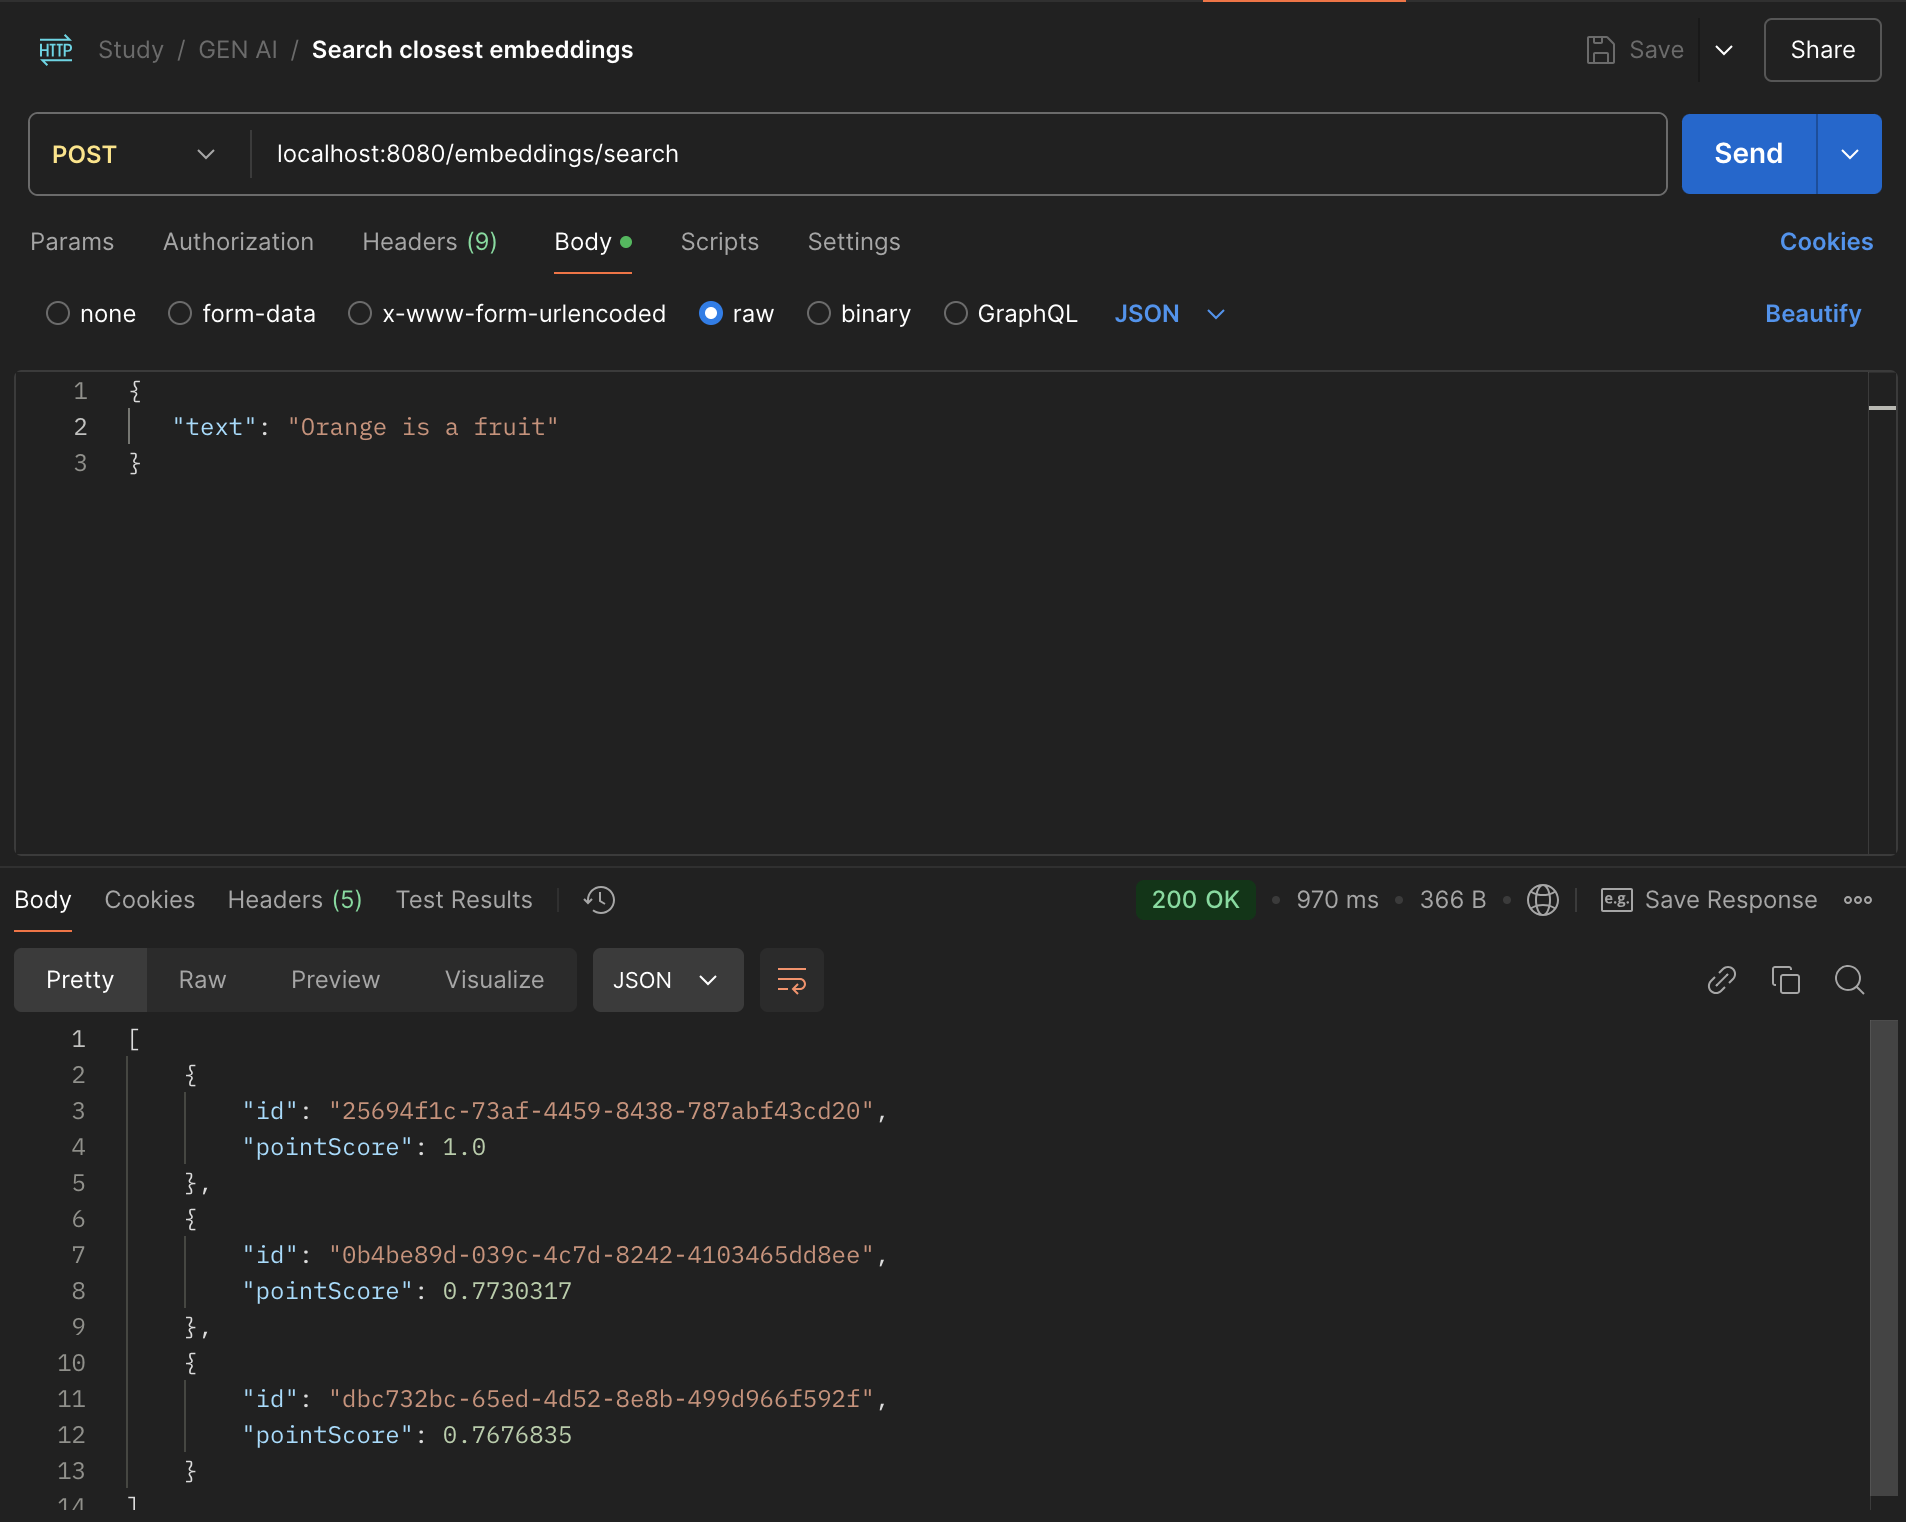 HTTP Study / GEN AI / Search closest embeddings Save Share
POST localhost:8080/embeddings/search Send
Params Authorization Headers (9) Body Scripts Settings Cookies
none form-data x-www-form-urlencoded raw binary GraphQL JSON Beautify
1 {
2 "text": "Orange is a fruit"
3 }
Body Cookies Headers (5) Test Results 200 OK • 970 ms • 366 B • e.g. Save Response
Pretty Raw Preview Visualize JSON
1 [
2 {
3 "id": "25694f1c-73af-4459-8438-787abf43cd20",
4 "pointScore": 1.0
5 },
6 {
7 "id": "0b4be89d-039c-4c7d-8242-4103465dd8ee",
8 "pointScore": 0.7730317
9 },
10 {
11 "id": "dbc732bc-65ed-4d52-8e8b-499d966f592f",
12 "pointScore": 0.7676835
13 }
14 ]